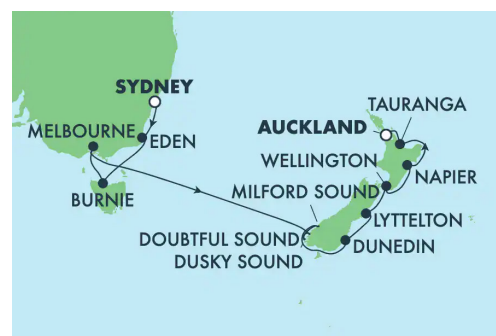 SYDNEY
MELBOURNE
EDEN
BURNIE
TAURANGA
AUCKLAND
WELLINGTON
NAPIER
MILFORD SOUND
LYTTELTON
DOUBTFUL SOUND
DUNEDIN
DUSKY SOUND